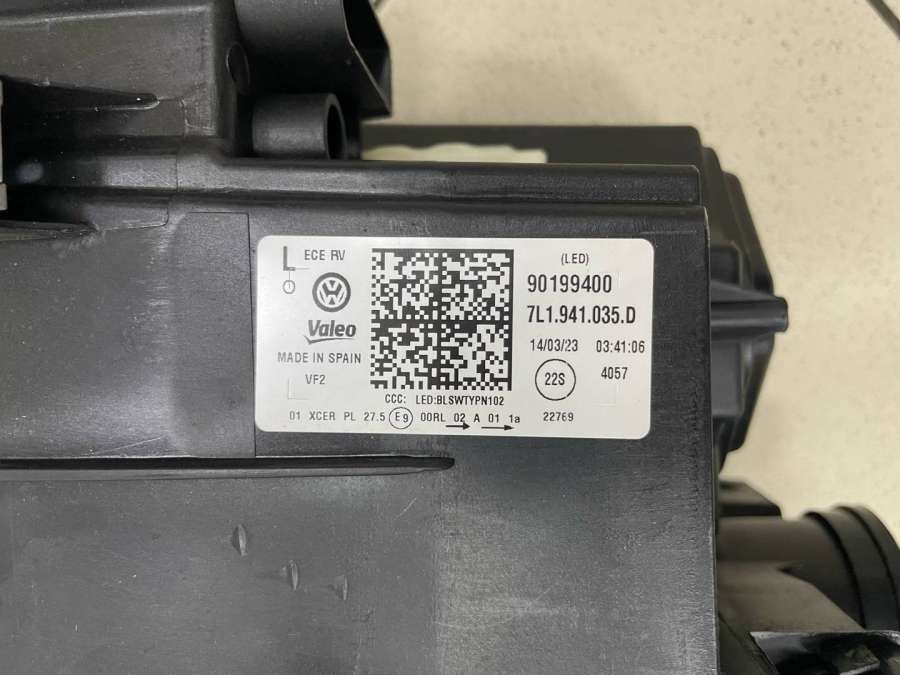 L ECE RV
(LED)
90199400
7L1.941.035.D
Valeo
MADE IN SPAIN
14/03/23 03:41:06
VF2
22S
4057
CCC: LED:BLSWTYPN102
01 XCER PL 27.5 E9 00RL 02 A 01 1a 22769